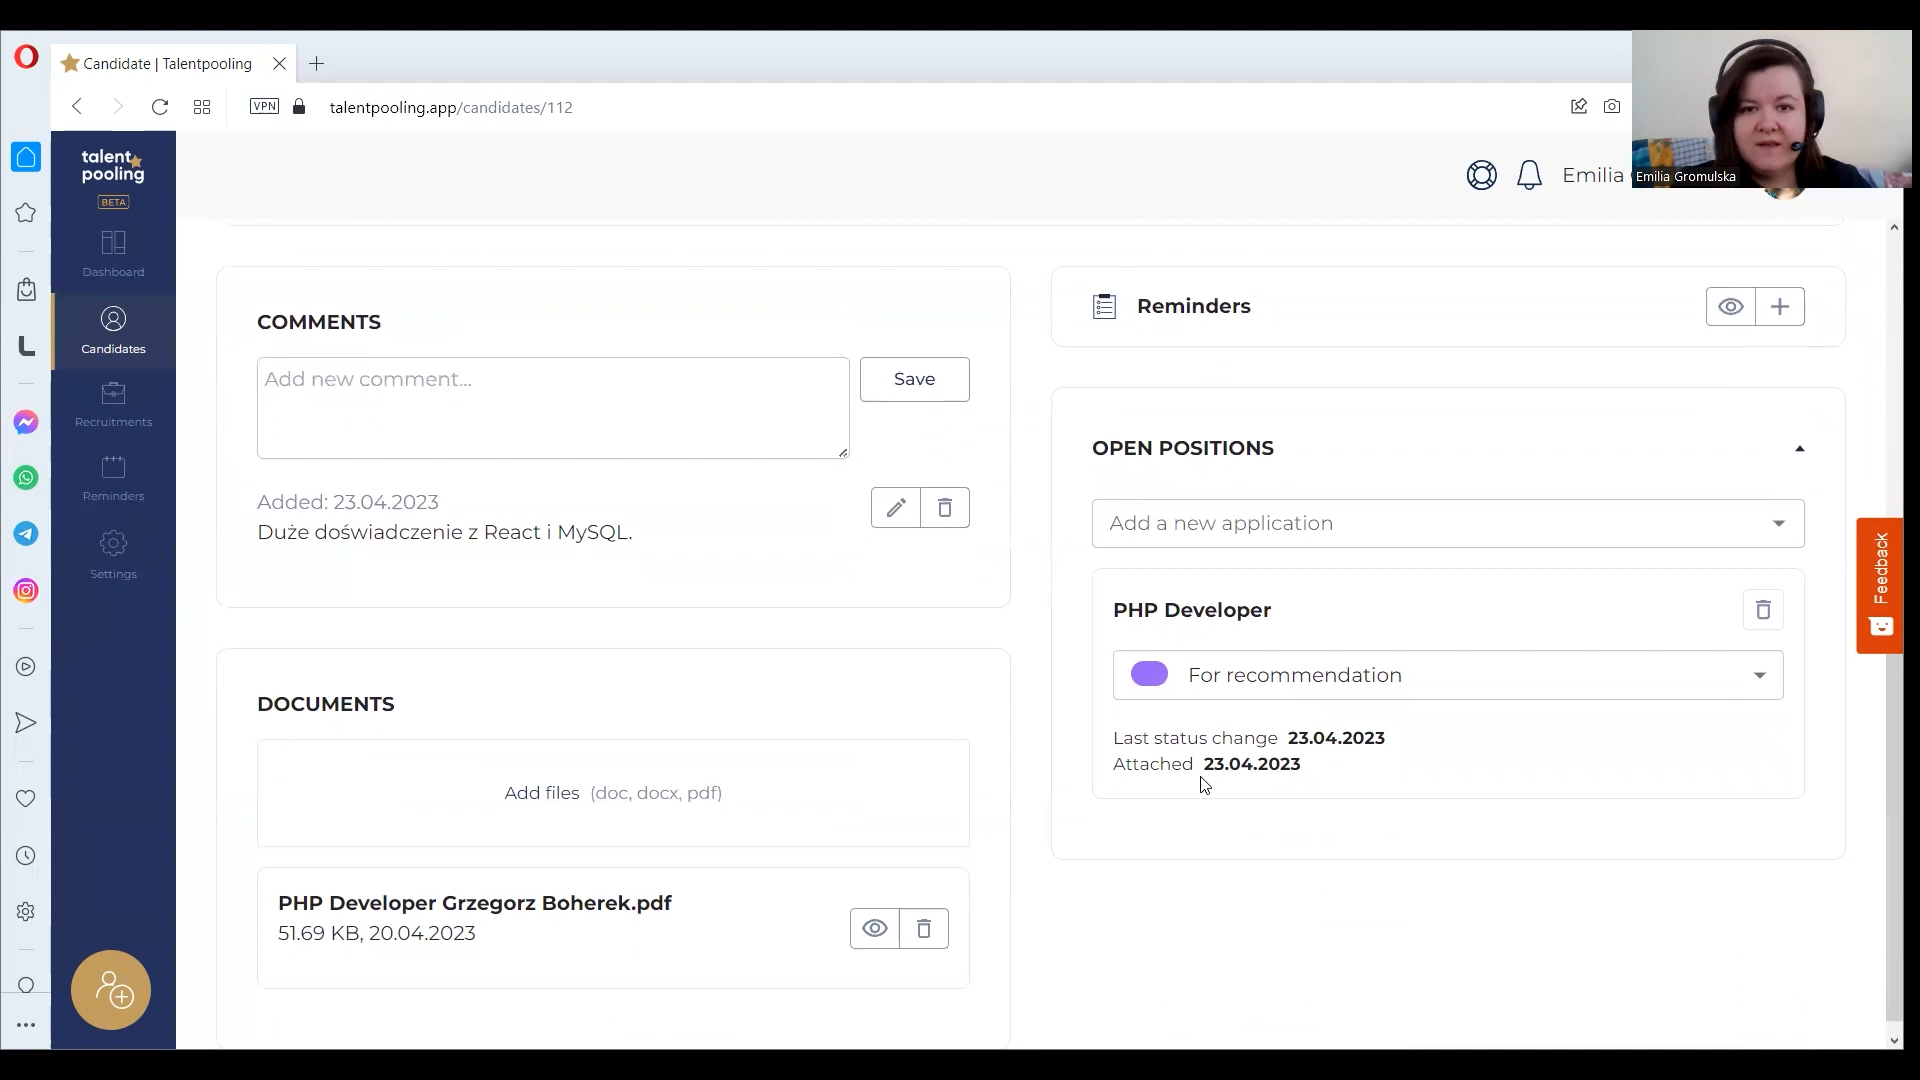 Candidate | Talentpooling
VPN
talentpooling.app/candidates/112
talent
pooling
BETA
Emilia
Emilia Gromulska
Dashboard
Candidates
Recruitments
Reminders
Settings
COMMENTS
Add new comment...
Save
Added: 23.04.2023
Duże doświadczenie z React i MySQL.
DOCUMENTS
Add files (doc, docx, pdf)
PHP Developer Grzegorz Boherek.pdf
51.69 KB, 20.04.2023
Reminders
OPEN POSITIONS
Add a new application
PHP Developer
For recommendation
Last status change 23.04.2023
Attached 23.04.2023
Feedback